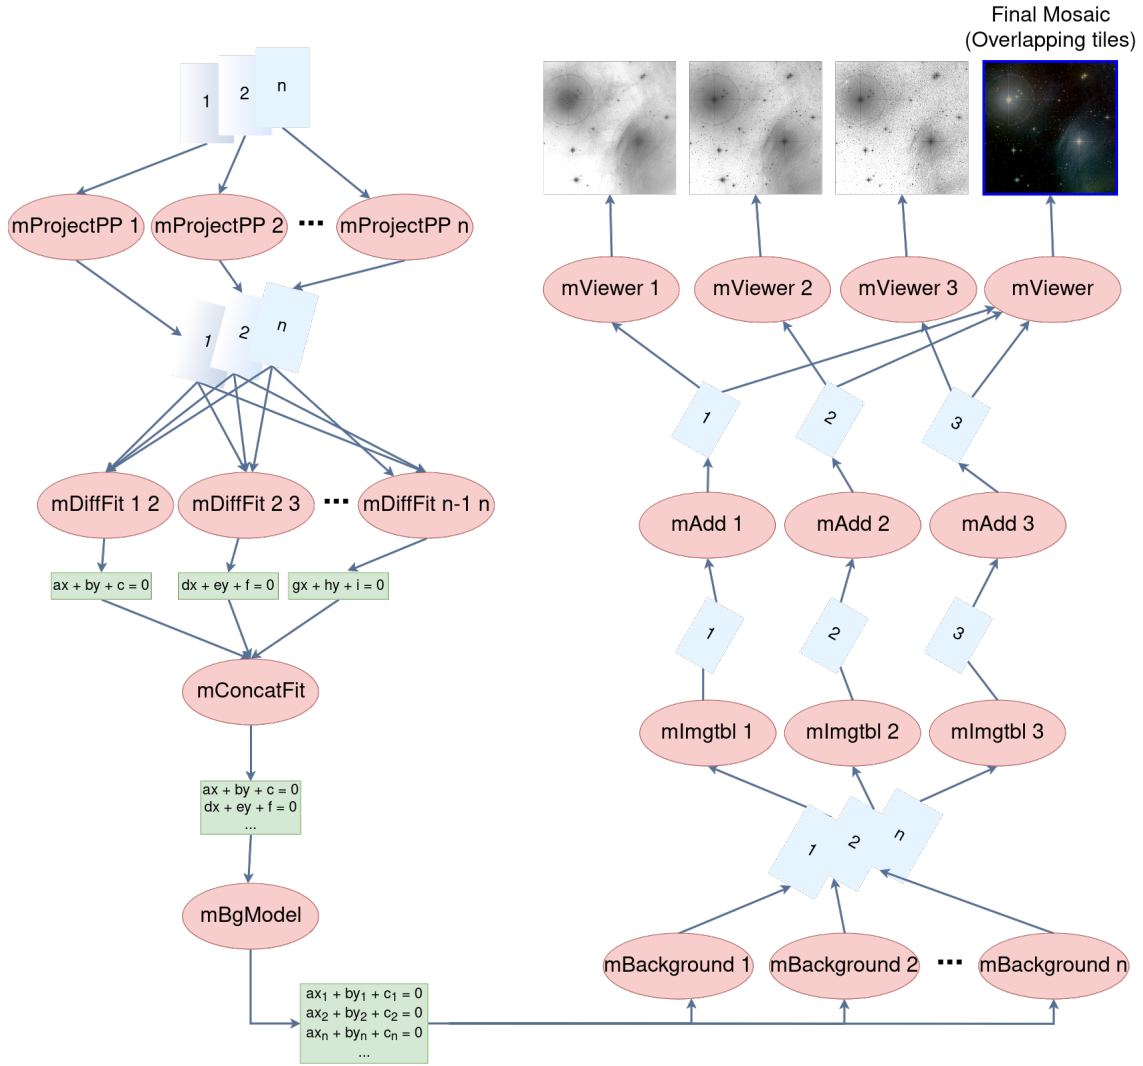 Final Mosaic
(Overlapping tiles)
1
2
n
mProjectPP 1
mProjectPP 2
...
mProjectPP n
1
2
n
mDiffFit 1 2
mDiffFit 2 3
...
mDiffFit n-1 n
ax + by + c = 0
dx + ey + f = 0
gx + hy + i = 0
mConcatFit
ax + by + c = 0
dx + ey + f = 0
...
mBgModel
ax₁ + by₁ + c₁ = 0
ax₂ + by₂ + c₂ = 0
axₙ + byₙ + cₙ = 0
...
mBackground 1
mBackground 2
...
mBackground n
1
2
n
mImgtbl 1
mImgtbl 2
mImgtbl 3
1
2
3
mAdd 1
mAdd 2
mAdd 3
1
2
3
mViewer 1
mViewer 2
mViewer 3
mViewer